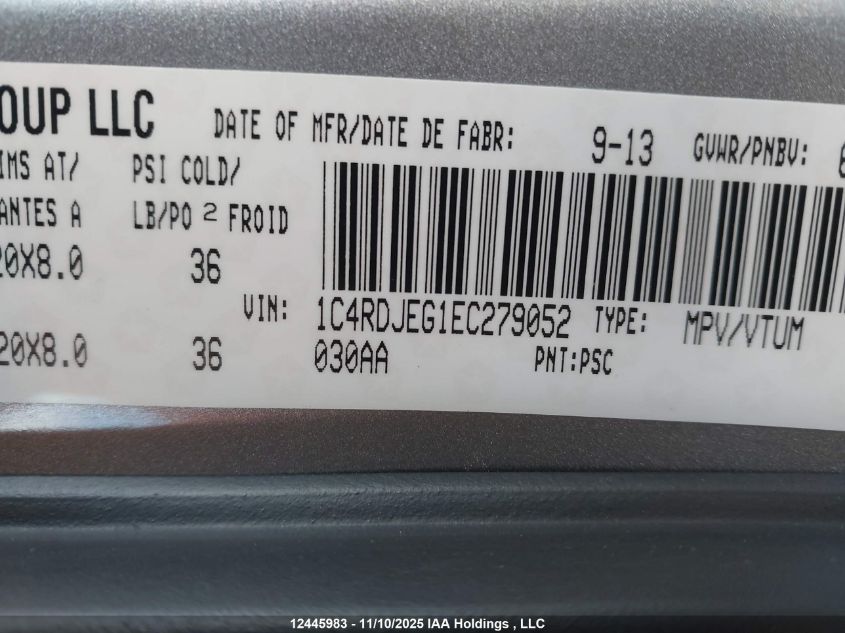 OUP LLC
DATE OF MFR/DATE DE FABR: 9-13 GVWR/PNBV:
IMS AT/ PSI COLD/
ANTES A LB/PO 2 FROID
20X8.0 36
VIN: 1C4RDJEG1EC279052 TYPE: MPV/VTUM
20X8.0 36 030AA PNT:PSC
12445983 - 11/10/2025 IAA Holdings , LLC